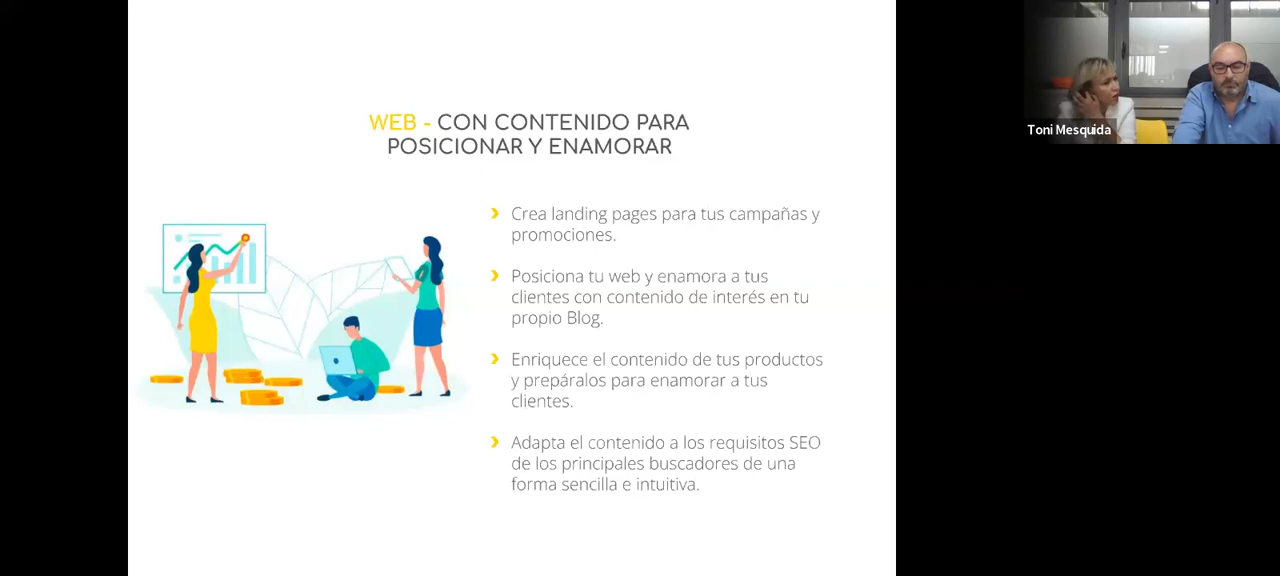 WEB - CON CONTENIDO PARA
POSICIONAR Y ENAMORAR
Crea landing pages para tus campañas y
promociones.
Posiciona tu web y enamora a tus
clientes con contenido de interés en tu
propio Blog.
Enriquece el contenido de tus productos
y prepáralos para enamorar a tus
clientes.
Adapta el contenido a los requisitos SEO
de los principales buscadores de una
forma sencilla e intuitiva.
Toni Mesquida